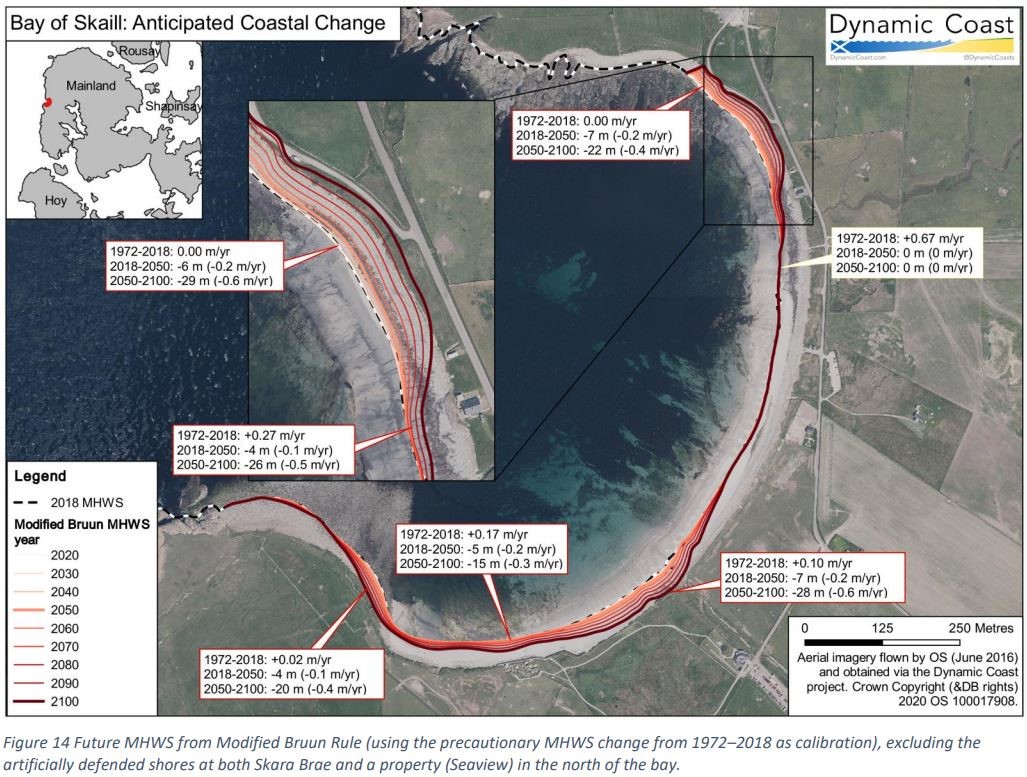 Bay of Skaill: Anticipated Coastal Change
Dynamic Coast
DynamicCoast.com
@DynamicCoasts
Rousay
Mainland
Shapinsay
Hoy
1972-2018: 0.00 m/yr
2018-2050: -7 m (-0.2 m/yr)
2050-2100: -22 m (-0.4 m/yr)
1972-2018: 0.00 m/yr
2018-2050: -6 m (-0.2 m/yr)
2050-2100: -29 m (-0.6 m/yr)
1972-2018: +0.67 m/yr
2018-2050: 0 m (0 m/yr)
2050-2100: 0 m (0 m/yr)
1972-2018: +0.27 m/yr
2018-2050: -4 m (-0.1 m/yr)
2050-2100: -26 m (-0.5 m/yr)
1972-2018: +0.17 m/yr
2018-2050: -5 m (-0.2 m/yr)
2050-2100: -15 m (-0.3 m/yr)
1972-2018: +0.10 m/yr
2018-2050: -7 m (-0.2 m/yr)
2050-2100: -28 m (-0.6 m/yr)
1972-2018: +0.02 m/yr
2018-2050: -4 m (-0.1 m/yr)
2050-2100: -20 m (-0.4 m/yr)
Legend
2018 MHWS
Modified Bruun MHWS
year
2020
2030
2040
2050
2060
2070
2080
2090
2100
0 125 250 Metres
Aerial imagery flown by OS (June 2016)
and obtained via the Dynamic Coast
project. Crown Copyright (&DB rights)
2020 OS 100017908.
Figure 14 Future MHWS from Modified Bruun Rule (using the precautionary MHWS change from 1972–2018 as calibration), excluding the
artificially defended shores at both Skara Brae and a property (Seaview) in the north of the bay.